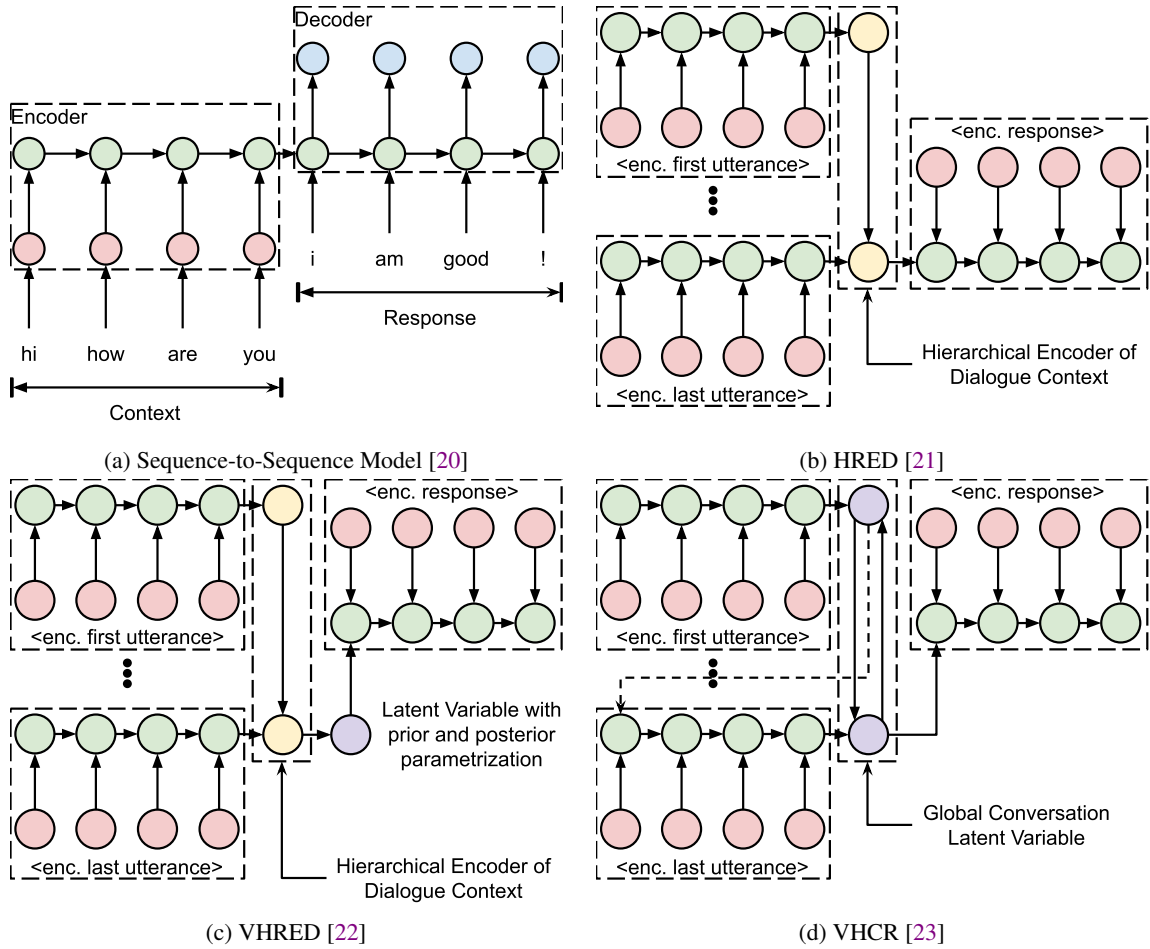 Decoder
Encoder
i am good !
Response
hi how are you
Context
(a) Sequence-to-Sequence Model [20]
<enc. first utterance>
<enc. response>
<enc. last utterance>
Hierarchical Encoder of
Dialogue Context
(b) HRED [21]
<enc. first utterance>
<enc. response>
Latent Variable with
prior and posterior
parametrization
<enc. last utterance>
Hierarchical Encoder of
Dialogue Context
(c) VHRED [22]
<enc. first utterance>
<enc. response>
<enc. last utterance>
Global Conversation
Latent Variable
(d) VHCR [23]